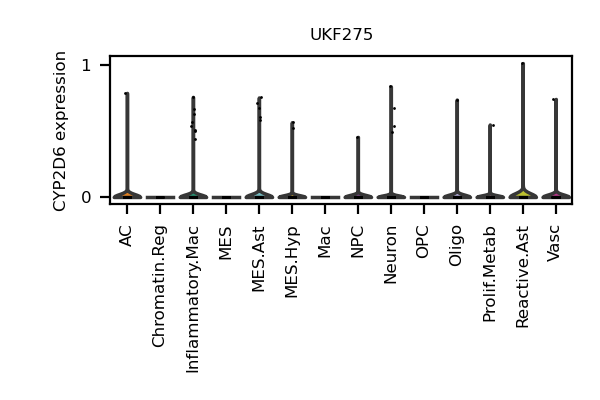 UKF275
CYP2D6 expression
1
0
AC
Chromatin.Reg
Inflammatory.Mac
MES
MES.Ast
MES.Hyp
Mac
NPC
Neuron
OPC
Oligo
Prolif.Metab
Reactive.Ast
Vasc